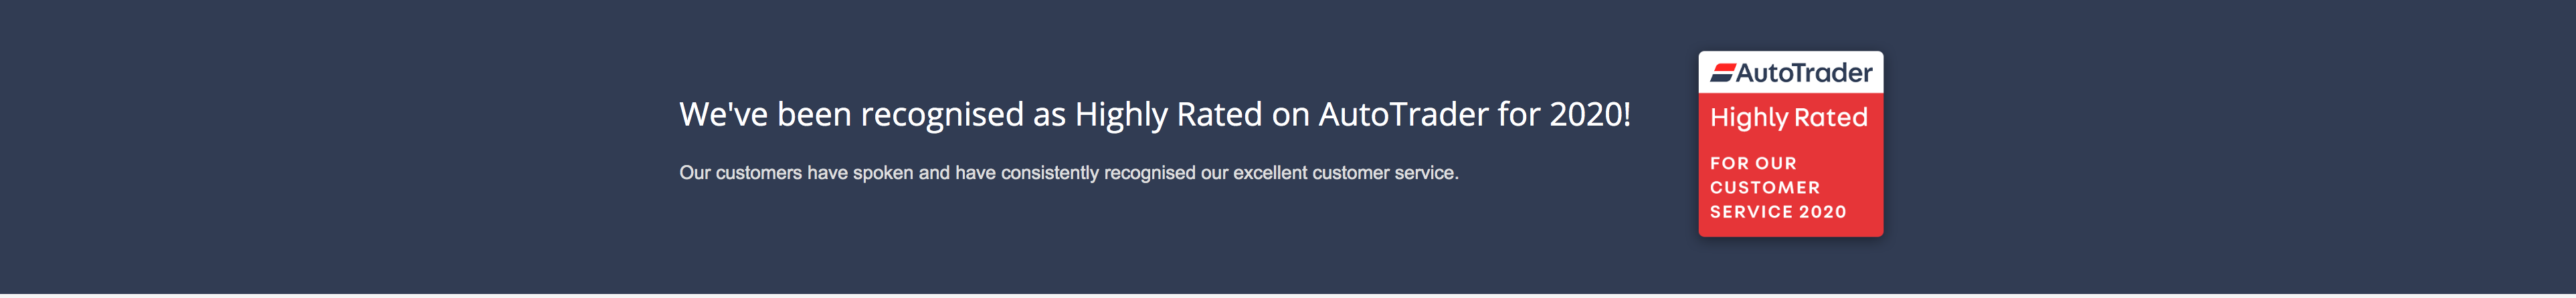 We've been recognised as Highly Rated on AutoTrader for 2020!
Our customers have spoken and have consistently recognised our excellent customer service.
AutoTrader
Highly Rated
FOR OUR
CUSTOMER
SERVICE 2020